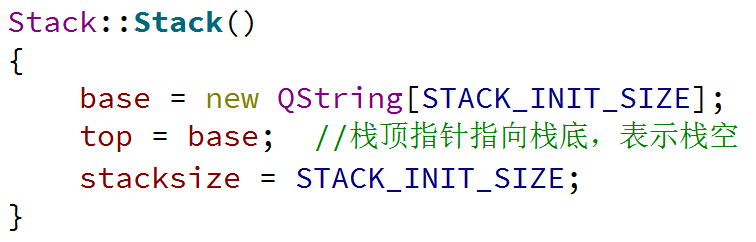 Stack::Stack()
{
    base = new QString[STACK_INIT_SIZE];
    top = base;  //栈顶指针指向栈底，表示栈空
    stacksize = STACK_INIT_SIZE;
}